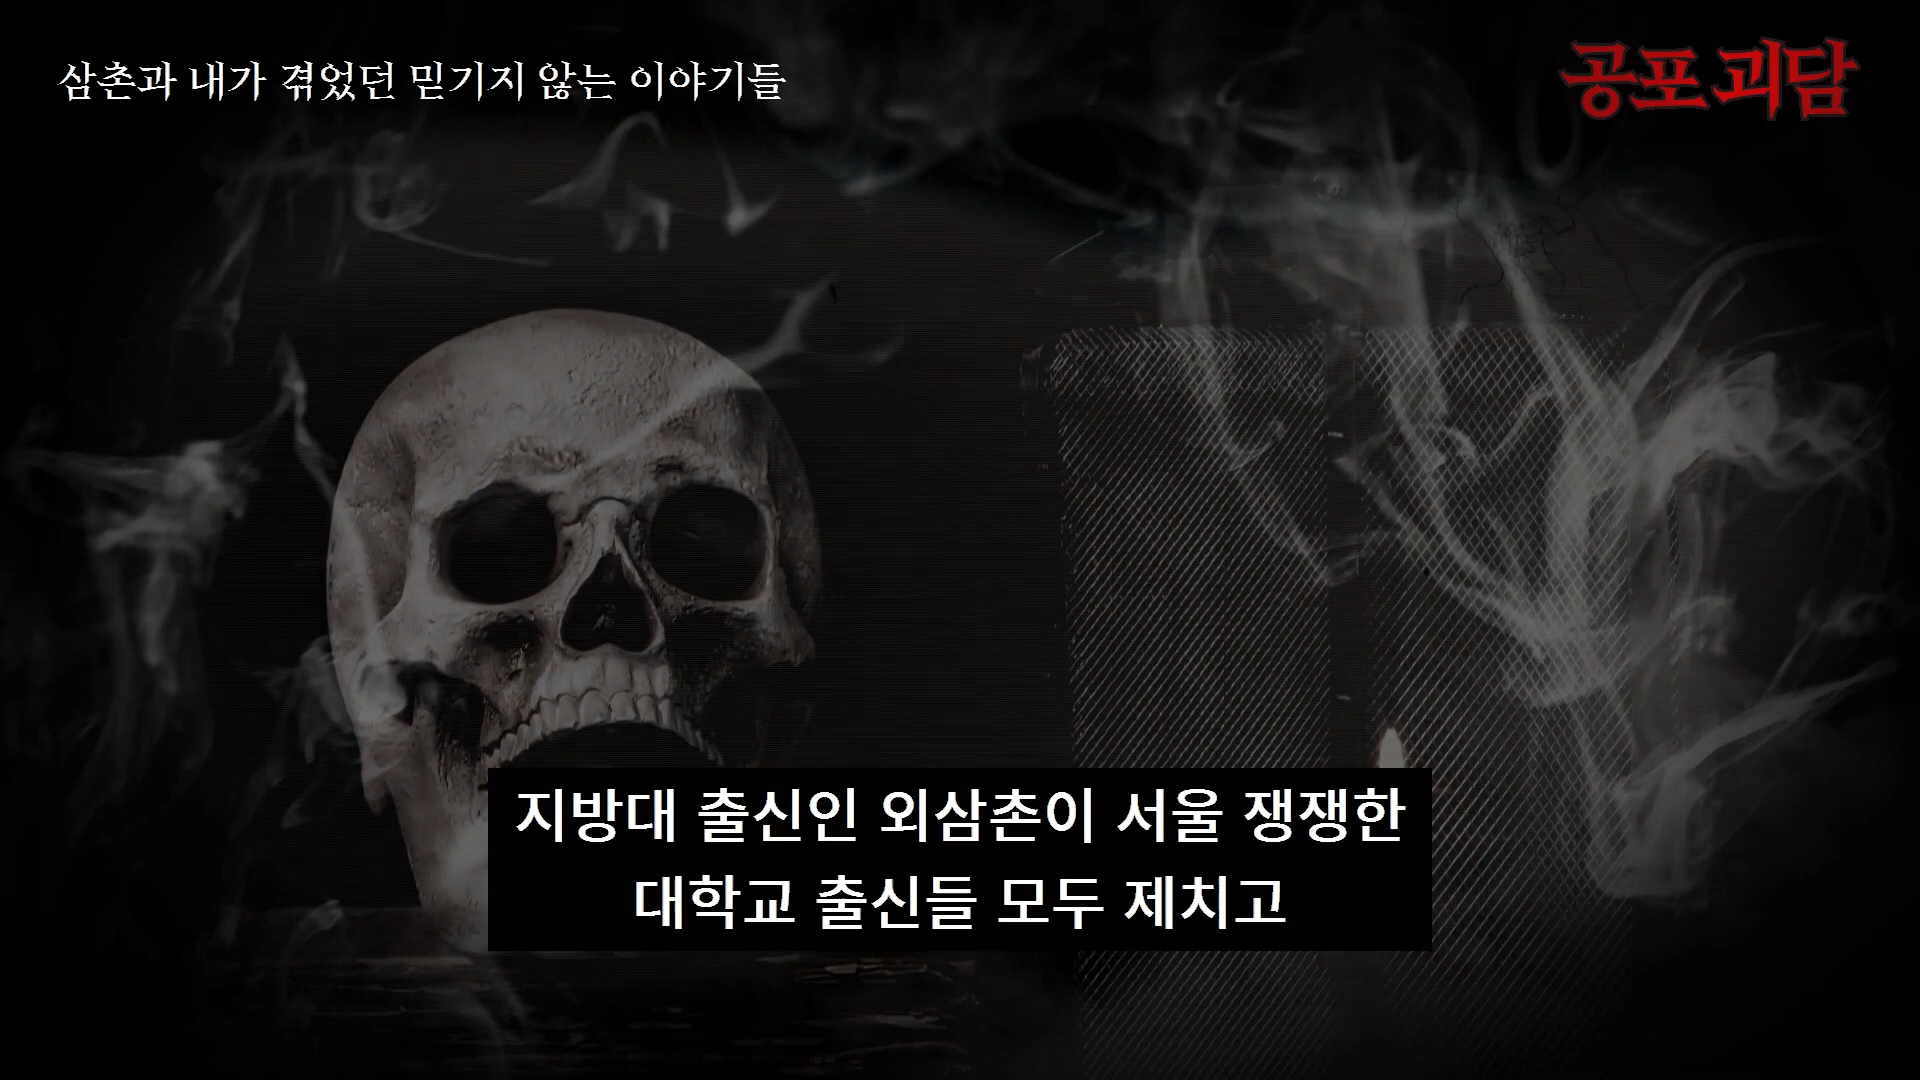 삼촌과 내가 겪었던 믿기지 않는 이야기들
공포괴담
지방대 출신인 외삼촌이 서울 쟁쟁한
대학교 출신들 모두 제치고